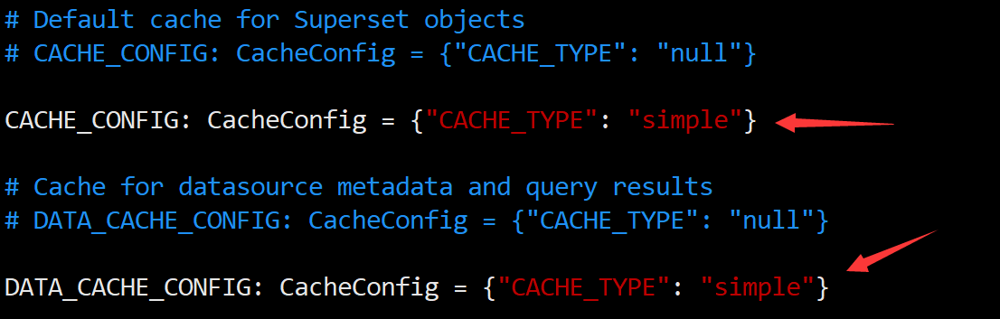 # Default cache for Superset objects
# CACHE_CONFIG: CacheConfig = {"CACHE_TYPE": "null"}
CACHE_CONFIG: CacheConfig = {"CACHE_TYPE": "simple"}
# Cache for datasource metadata and query results
# DATA_CACHE_CONFIG: CacheConfig = {"CACHE_TYPE": "null"}
DATA_CACHE_CONFIG: CacheConfig = {"CACHE_TYPE": "simple"}